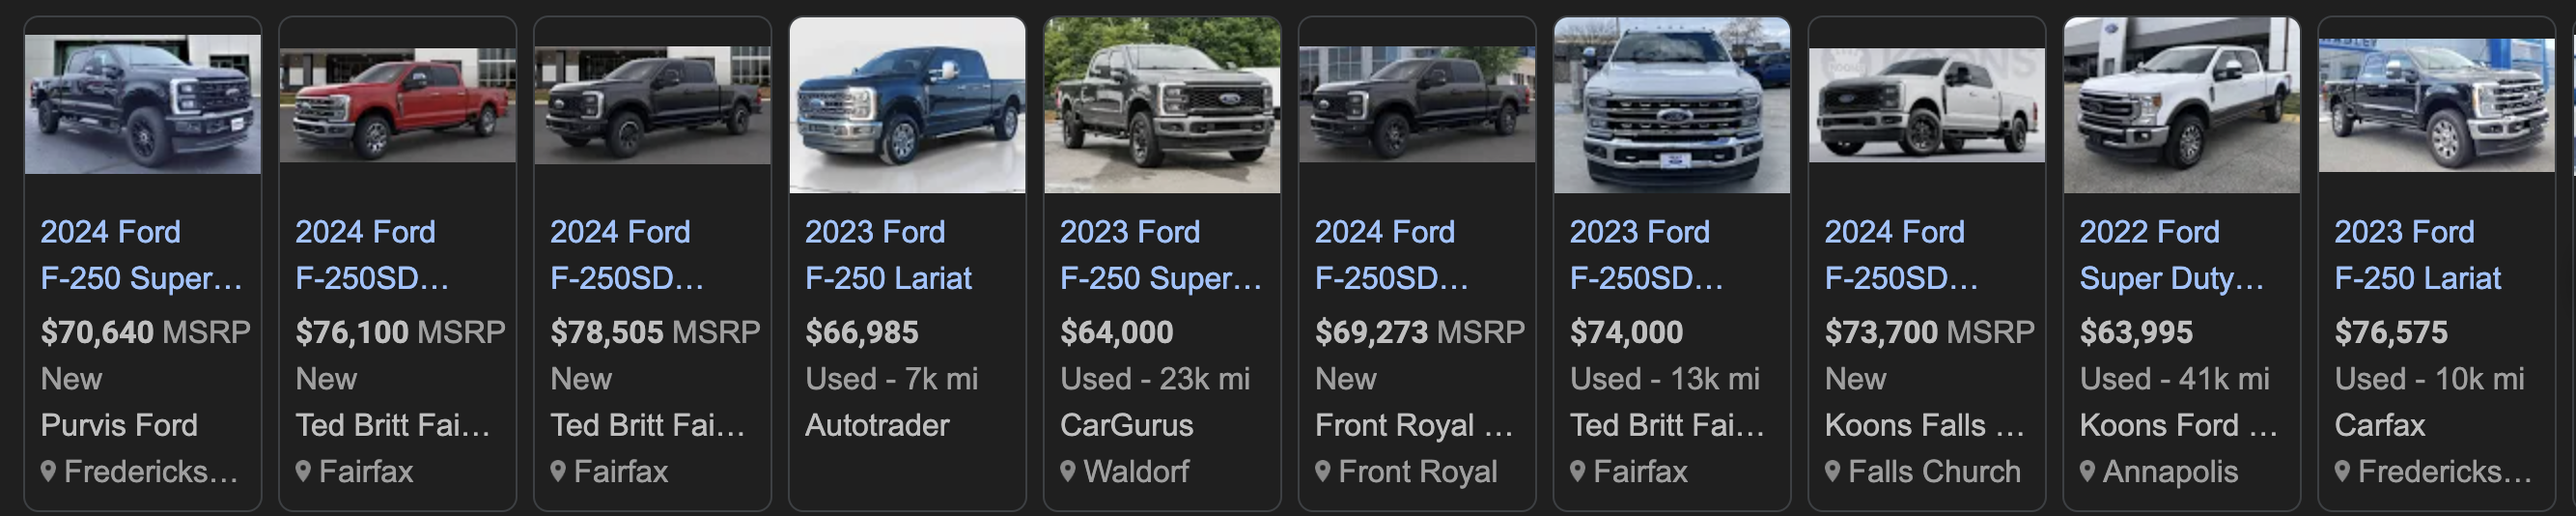 2024 Ford
F-250 Super...
$70,640 MSRP
New
Purvis Ford
Fredericks...
2024 Ford
F-250SD...
$76,100 MSRP
New
Ted Britt Fai...
Fairfax
2024 Ford
F-250SD...
$78,505 MSRP
New
Ted Britt Fai...
Fairfax
2023 Ford
F-250 Lariat
$66,985
Used - 7k mi
Autotrader
2023 Ford
F-250 Super...
$64,000
Used - 23k mi
CarGurus
Waldorf
2024 Ford
F-250SD...
$69,273 MSRP
New
Front Royal ...
Front Royal
2023 Ford
F-250SD...
$74,000
Used - 13k mi
Ted Britt Fai...
Fairfax
KOONS
2024 Ford
F-250SD...
$73,700 MSRP
New
Koons Falls ...
Falls Church
2022 Ford
Super Duty...
$63,995
Used - 41k mi
Koons Ford ...
Annapolis
2023 Ford
F-250 Lariat
$76,575
Used - 10k mi
Carfax
Fredericks...